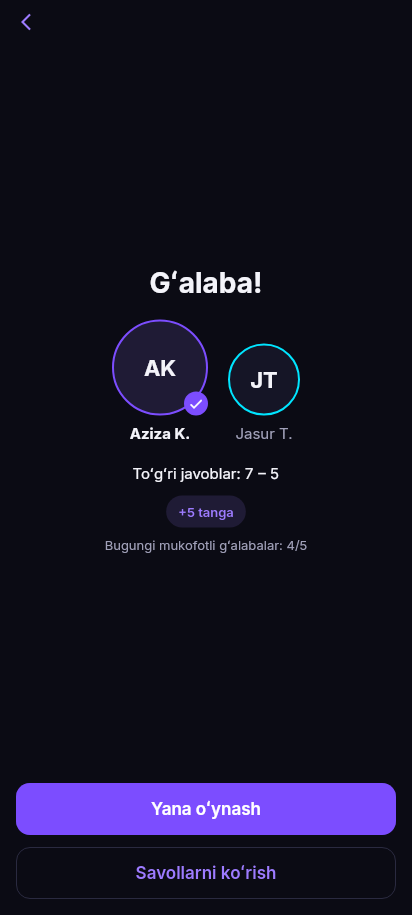 Gʻalaba!
AK
JT
Aziza K.
Jasur T.
Toʻgʻri javoblar: 7 – 5
+5 tanga
Bugungi mukofotli gʻalabalar: 4/5
Yana oʻynash
Savollarni koʻrish